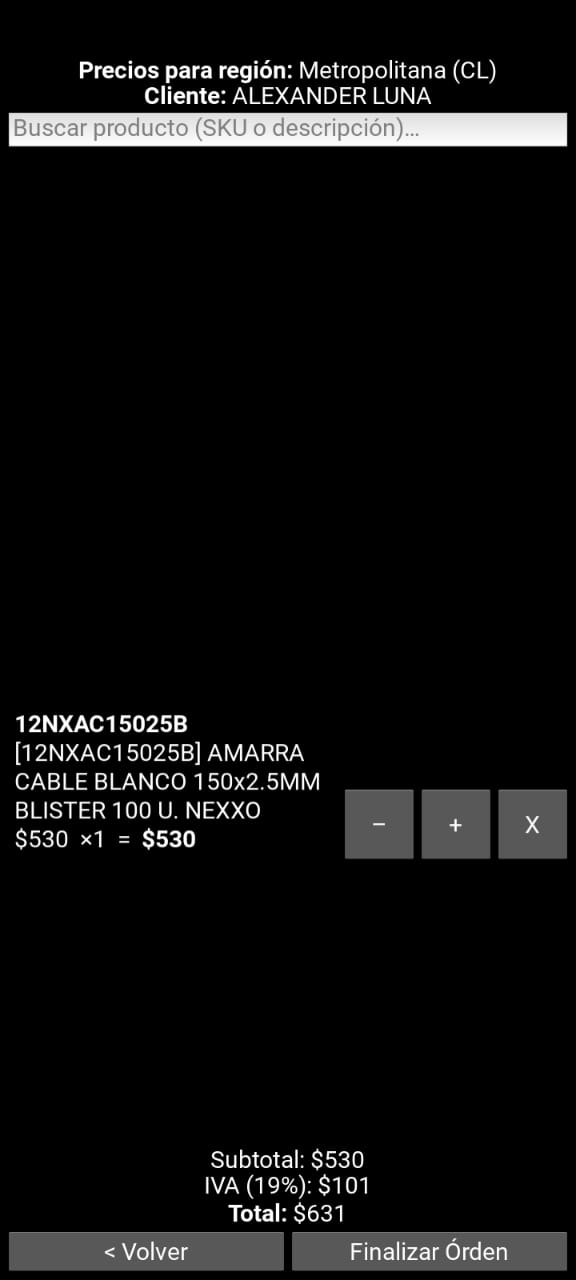 Precios para región: Metropolitana (CL)
Cliente: ALEXANDER LUNA
Buscar producto (SKU o descripción)...
12NXAC15025B
[12NXAC15025B] AMARRA
CABLE BLANCO 150x2.5MM
BLISTER 100 U. NEXXO
$530 ×1 = $530
− + X
Subtotal: $530
IVA (19%): $101
Total: $631
< Volver
Finalizar Órden